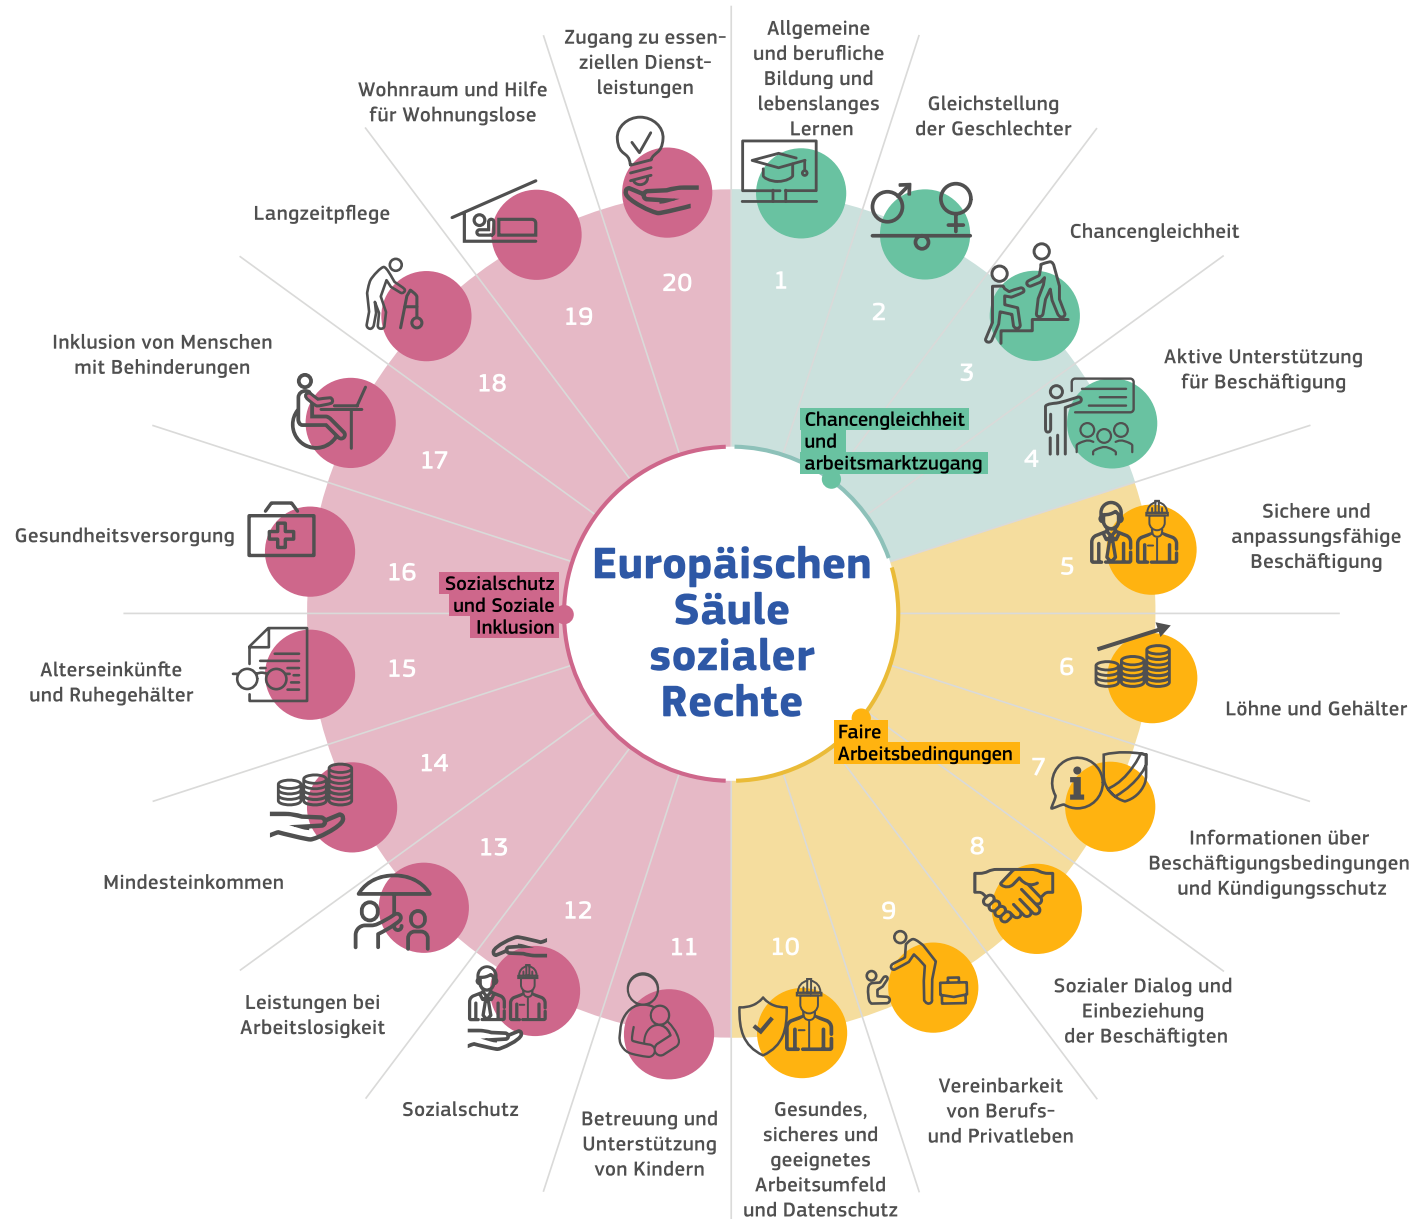 Europäischen
Säule
sozialer
Rechte
Chancengleichheit
und
arbeitsmarktzugang
1
Allgemeine
und berufliche
Bildung und
lebenslanges
Lernen
2
Gleichstellung
der Geschlechter
3
Chancengleichheit
4
Aktive Unterstützung
für Beschäftigung
Faire
Arbeitsbedingungen
5
Sichere und
anpassungsfähige
Beschäftigung
6
Löhne und Gehälter
7
i
Informationen über
Beschäftigungsbedingungen
und Kündigungsschutz
8
Sozialer Dialog und
Einbeziehung
der Beschäftigten
9
Vereinbarkeit
von Berufs-
und Privatleben
10
Gesundes,
sicheres und
geeignetes
Arbeitsumfeld
und Datenschutz
Sozialschutz
und Soziale
Inklusion
11
Betreuung und
Unterstützung
von Kindern
12
Sozialschutz
13
Leistungen bei
Arbeitslosigkeit
14
Mindesteinkommen
15
Alterseinkünfte
und Ruhegehälter
16
Gesundheitsversorgung
17
Inklusion von Menschen
mit Behinderungen
18
Langzeitpflege
19
Wohnraum und Hilfe
für Wohnungslose
20
Zugang zu essen-
ziellen Dienst-
leistungen